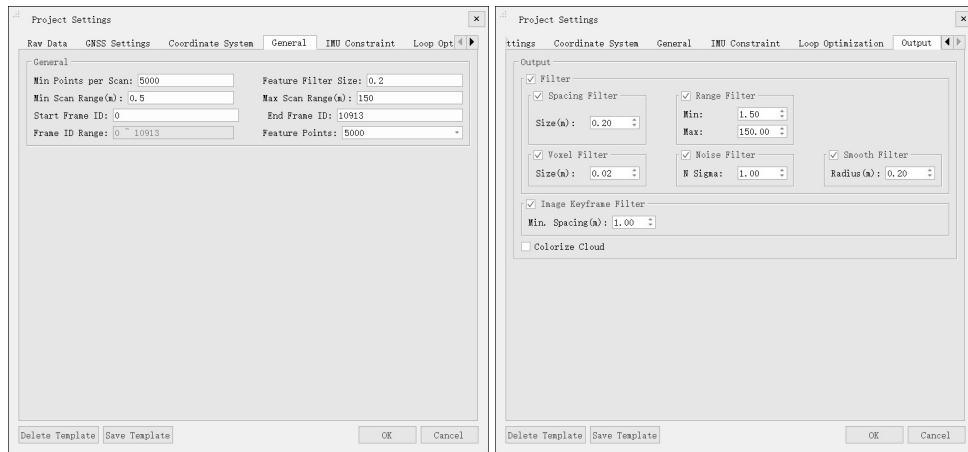 Project Settings
Raw Data GNSS Settings Coordinate System General IMU Constraint Loop Opt
General
Min Points per Scan: 5000 Feature Filter Size: 0.2
Min Scan Range(m): 0.5 Max Scan Range(m): 150
Start Frame ID: 0 End Frame ID: 10913
Frame ID Range: 0 ~ 10913 Feature Points: 5000
Delete Template Save Template OK Cancel
Project Settings
ttings Coordinate System General IMU Constraint Loop Optimization Output
Output
Filter
Spacing Filter Range Filter
Size(m): 0.20 Min: 1.50
Max: 150.00
Voxel Filter Noise Filter Smooth Filter
Size(m): 0.02 N Sigma: 1.00 Radius(m): 0.20
Image Keyframe Filter
Min. Spacing(m): 1.00
Colorize Cloud
Delete Template Save Template OK Cancel